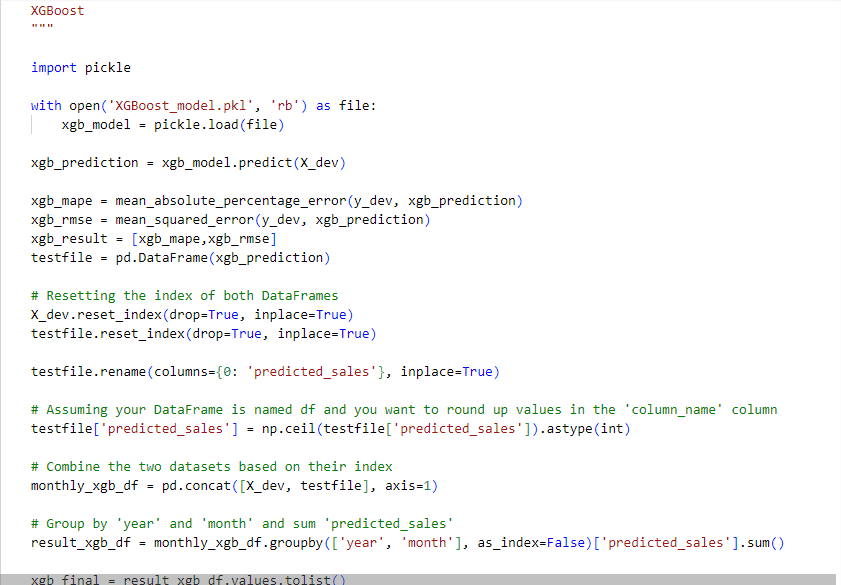 XGBoost
"""
import pickle
with open('XGBoost_model.pkl', 'rb') as file:
    xgb_model = pickle.load(file)
xgb_prediction = xgb_model.predict(X_dev)
xgb_mape = mean_absolute_percentage_error(y_dev, xgb_prediction)
xgb_rmse = mean_squared_error(y_dev, xgb_prediction)
xgb_result = [xgb_mape,xgb_rmse]
testfile = pd.DataFrame(xgb_prediction)
# Resetting the index of both DataFrames
X_dev.reset_index(drop=True, inplace=True)
testfile.reset_index(drop=True, inplace=True)
testfile.rename(columns={0: 'predicted_sales'}, inplace=True)
# Assuming your DataFrame is named df and you want to round up values in the 'column_name' column
testfile['predicted_sales'] = np.ceil(testfile['predicted_sales']).astype(int)
# Combine the two datasets based on their index
monthly_xgb_df = pd.concat([X_dev, testfile], axis=1)
# Group by 'year' and 'month' and sum 'predicted_sales'
result_xgb_df = monthly_xgb_df.groupby(['year', 'month'], as_index=False)['predicted_sales'].sum()
xgb_final = result_xgb_df.values.tolist()